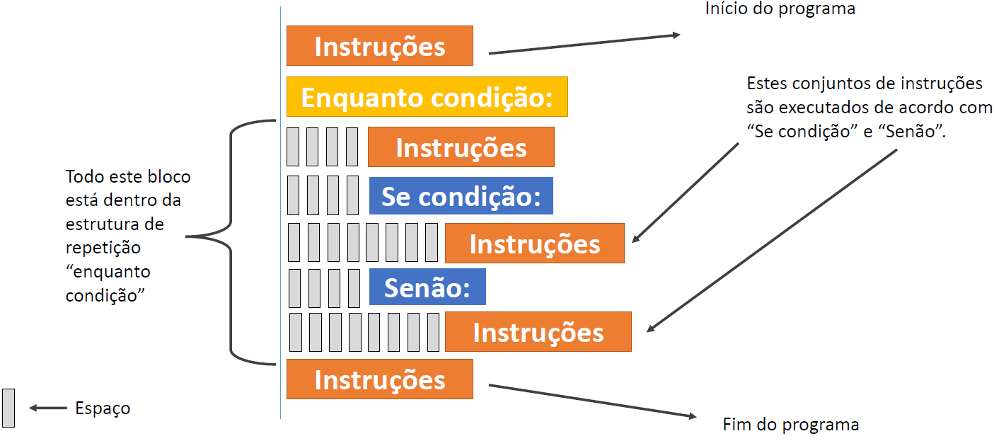 Início do programa
Instruções
Enquanto condição:
Estes conjuntos de instruções
são executados de acordo com
“Se condição” e “Senão”.
Instruções
Todo este bloco
está dentro da
estrutura de
repetição
“enquanto
condição”
Se condição:
Instruções
Senão:
Instruções
Instruções
Espaço
Fim do programa